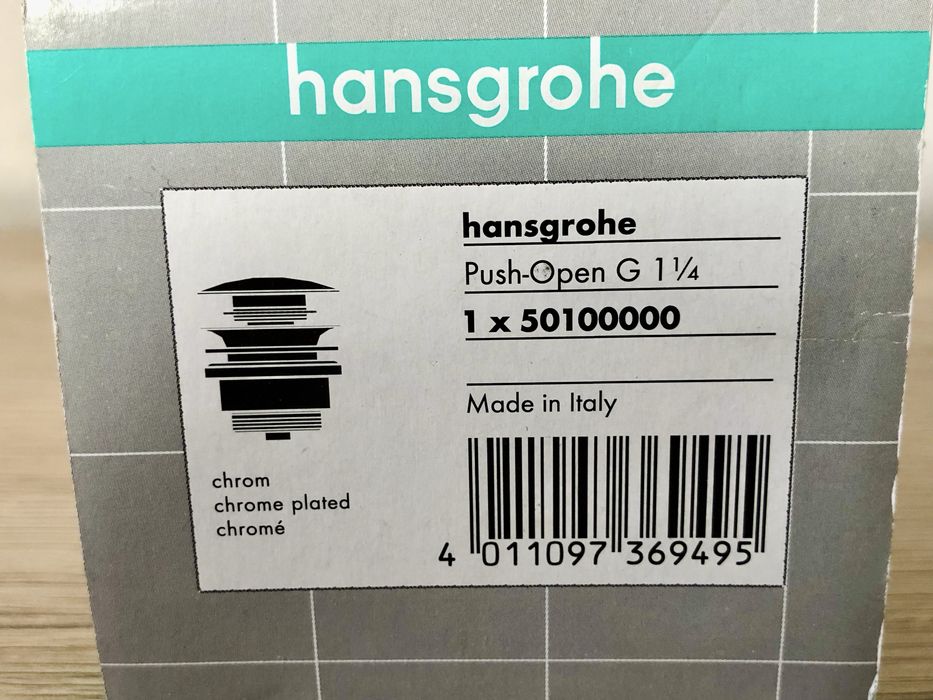 hansgrohe
hansgrohe
Push-Open G 1¼
1 x 50100000
Made in Italy
chrom
chrome plated
chromé
4 011097 369495